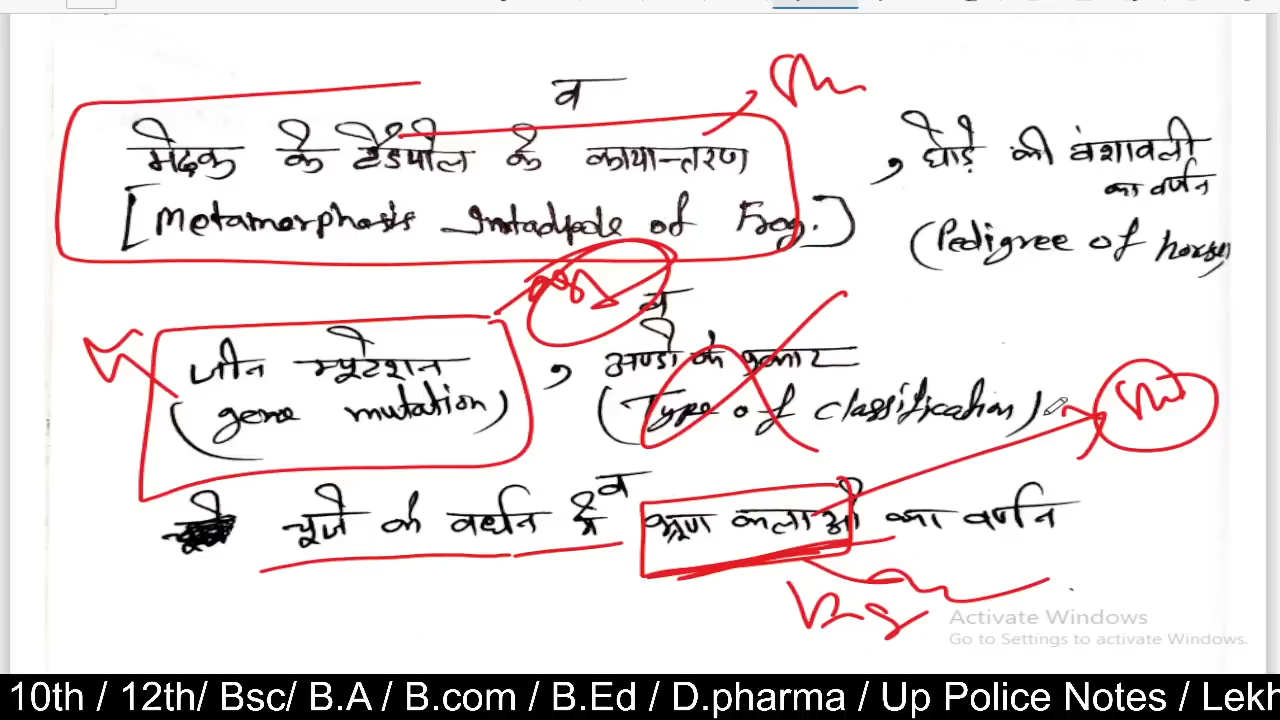 व
मेढक के टैडपोल के कायान्तरण , घोड़े की वंशावली
का वर्णन
[Metamorphosis Intadpole of Frog.] (Pedigree of horse)
व
जीन म्यूटेशन , अण्डो के प्रकार
(gene mutation) (Type of classification)
चूजे के वर्धन में व भ्रूण कलाओ का वर्णन
Activate Windows
Go to Settings to activate Windows.
10th / 12th/ Bsc/ B.A / B.com / B.Ed / D.pharma / Up Police Notes / Lekh